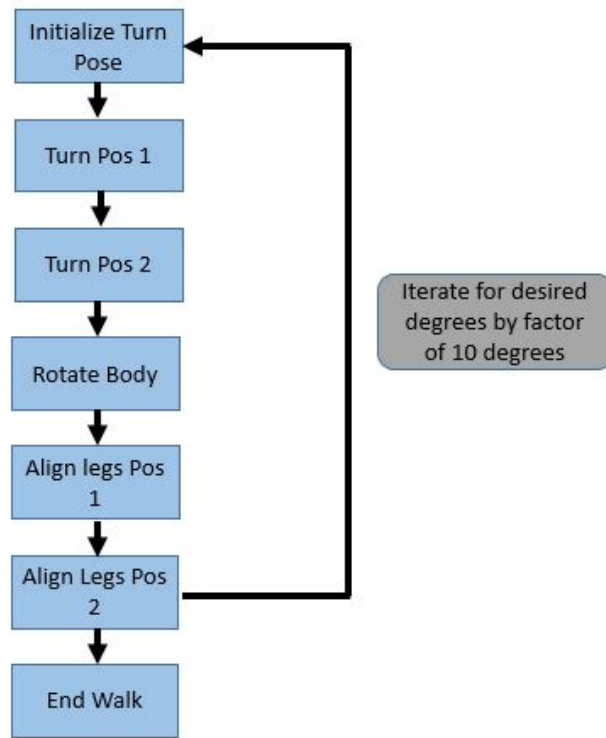 Initialize Turn
Pose
Turn Pos 1
Turn Pos 2
Rotate Body
Align legs Pos
1
Align Legs Pos
2
End Walk
Iterate for desired
degrees by factor
of 10 degrees